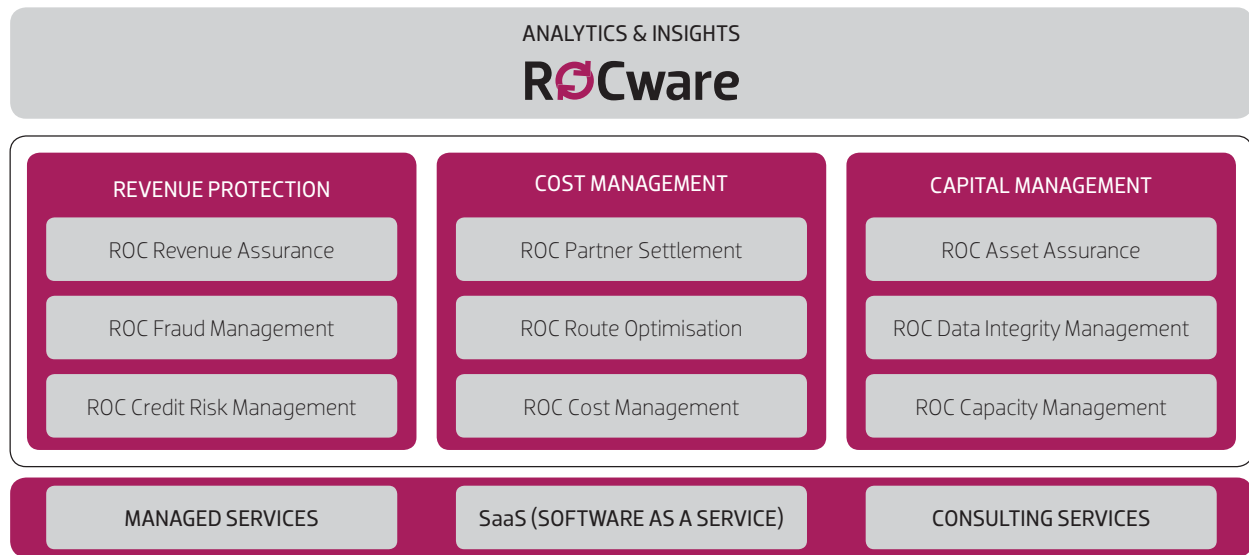 ANALYTICS & INSIGHTS
ROCware
REVENUE PROTECTION
ROC Revenue Assurance
ROC Fraud Management
ROC Credit Risk Management
COST MANAGEMENT
ROC Partner Settlement
ROC Route Optimisation
ROC Cost Management
CAPITAL MANAGEMENT
ROC Asset Assurance
ROC Data Integrity Management
ROC Capacity Management
MANAGED SERVICES
SaaS (SOFTWARE AS A SERVICE)
CONSULTING SERVICES